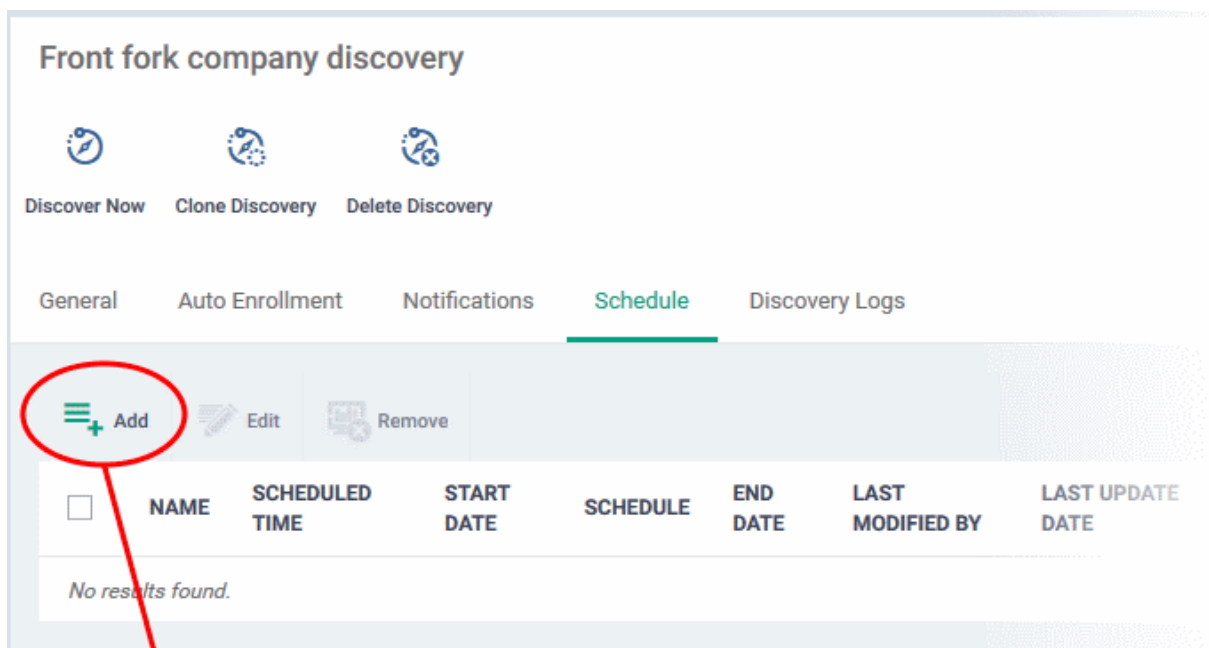 Front fork company discovery
Discover Now Clone Discovery Delete Discovery
General Auto Enrollment Notifications Schedule Discovery Logs
Add Edit Remove
NAME SCHEDULED TIME START DATE SCHEDULE END DATE LAST MODIFIED BY LAST UPDATE DATE
No results found.